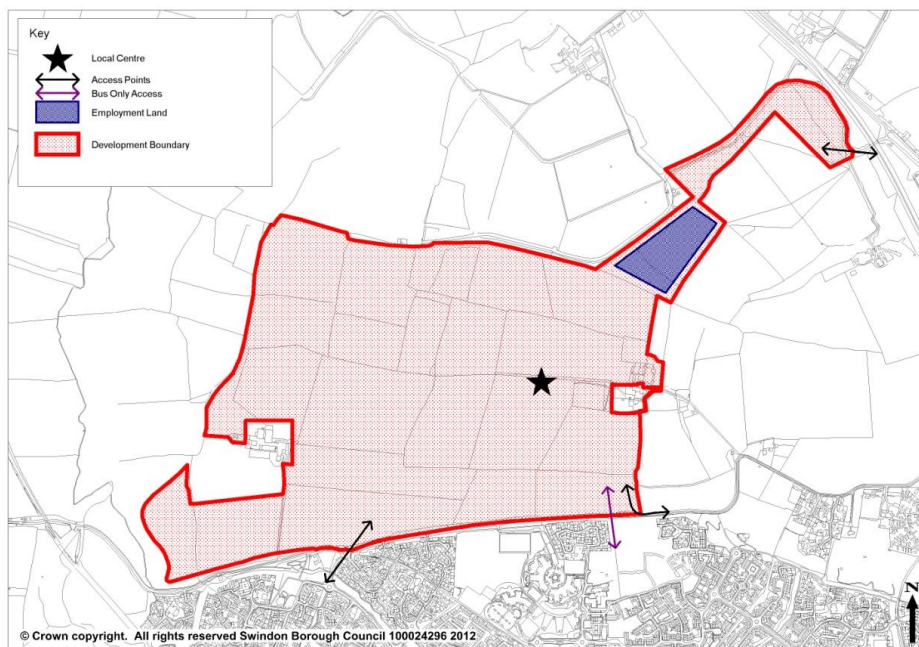 Key
Local Centre
Access Points
Bus Only Access
Employment Land
Development Boundary
N
© Crown copyright. All rights reserved Swindon Borough Council 100024296 2012